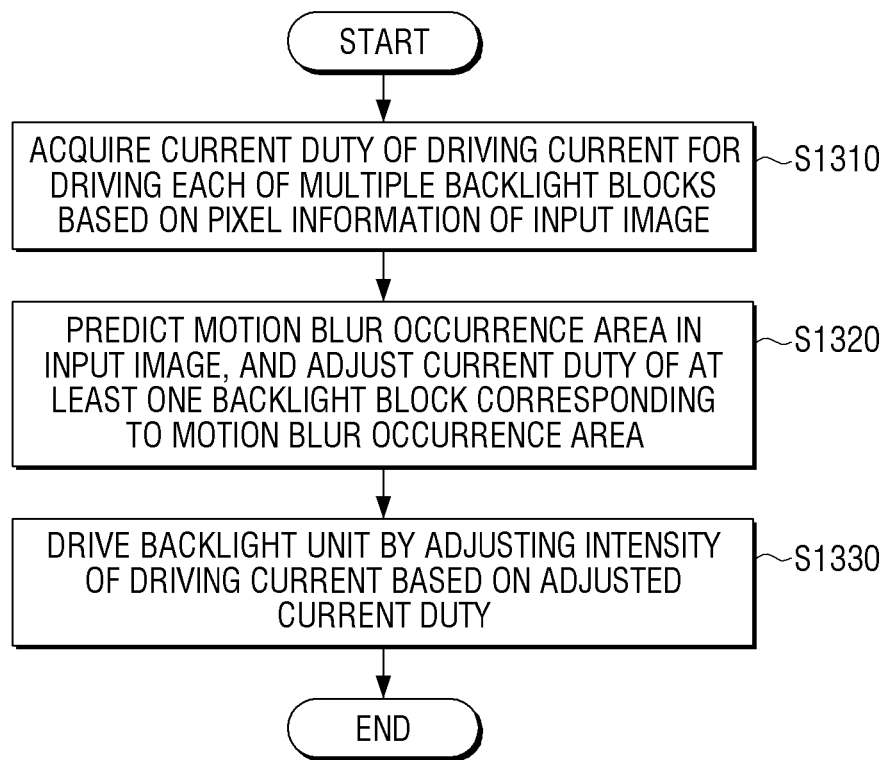 START
ACQUIRE CURRENT DUTY OF DRIVING CURRENT FOR
DRIVING EACH OF MULTIPLE BACKLIGHT BLOCKS
BASED ON PIXEL INFORMATION OF INPUT IMAGE
S1310
PREDICT MOTION BLUR OCCURRENCE AREA IN
INPUT IMAGE, AND ADJUST CURRENT DUTY OF AT
LEAST ONE BACKLIGHT BLOCK CORRESPONDING
TO MOTION BLUR OCCURRENCE AREA
S1320
DRIVE BACKLIGHT UNIT BY ADJUSTING INTENSITY
OF DRIVING CURRENT BASED ON ADJUSTED
CURRENT DUTY
S1330
END